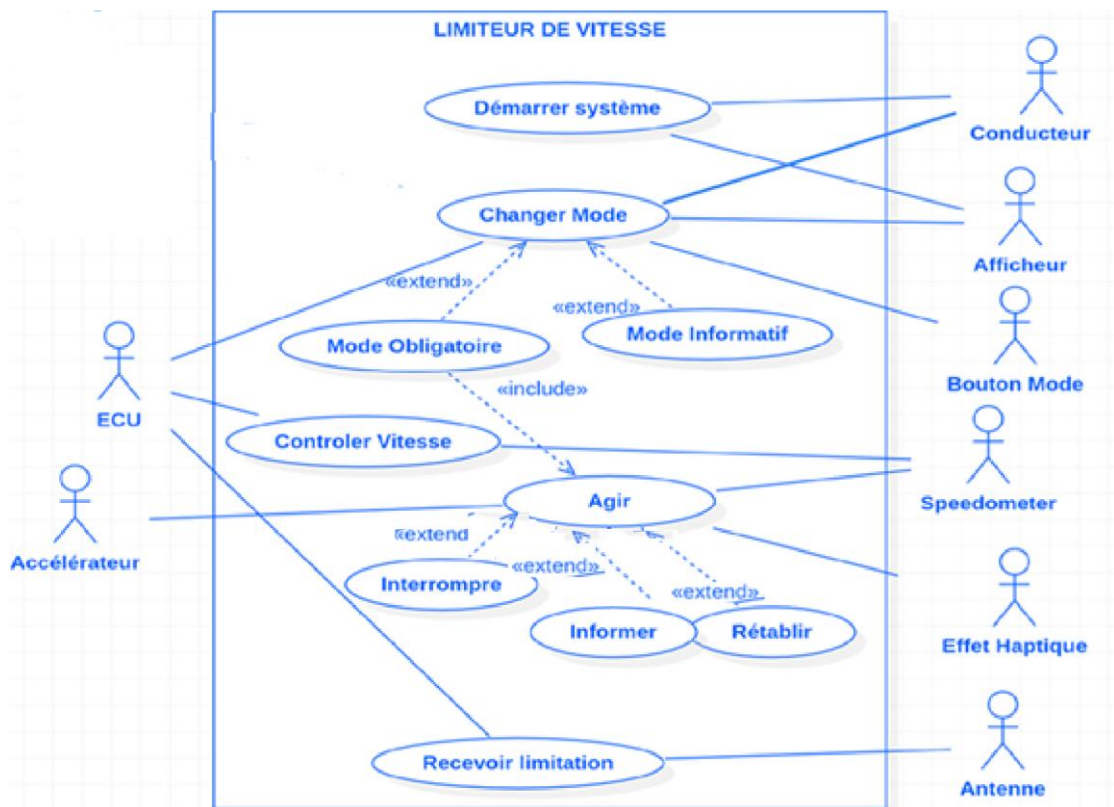 LIMITEUR DE VITESSE
Démarrer système
Conducteur
Changer Mode
Afficheur
«extend»
«extend»
Mode Obligatoire
Mode Informatif
Bouton Mode
«include»
ECU
Controler Vitesse
Speedometer
Agir
Accélérateur
«extend
«extend»
Interrompre
«extend»
Informer
Rétablir
Effet Haptique
Recevoir limitation
Antenne